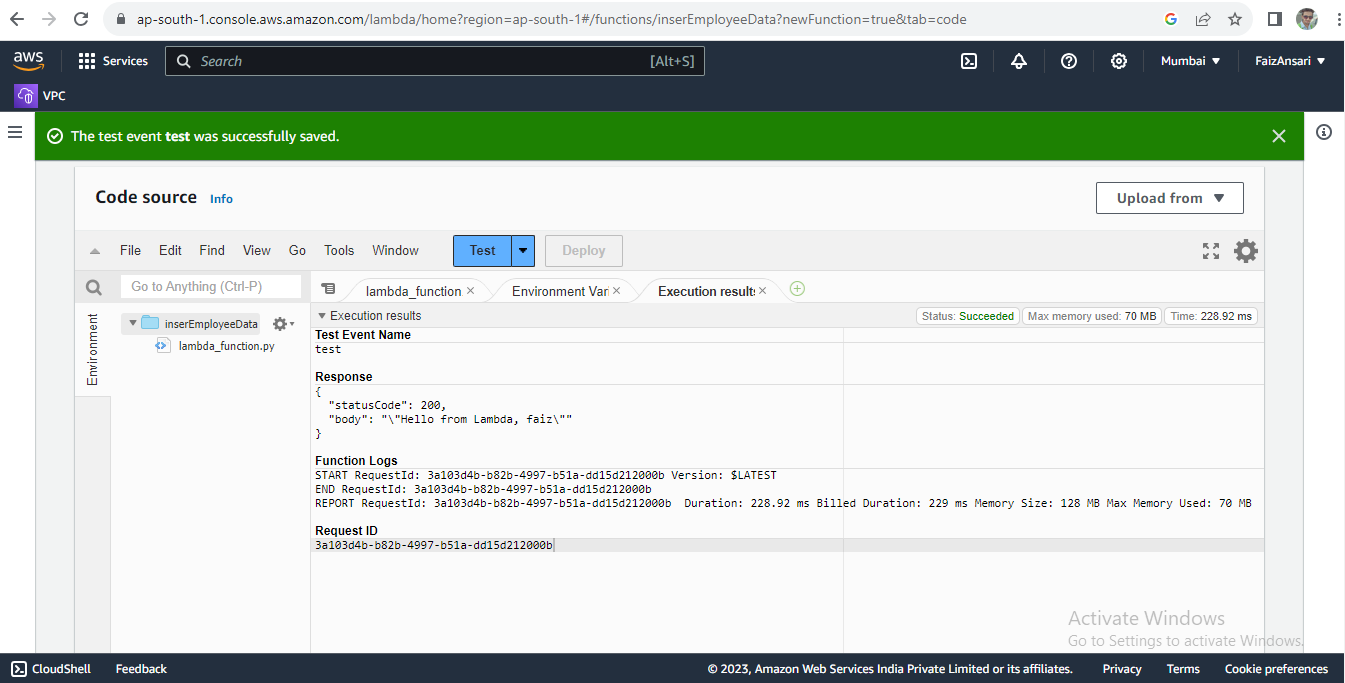 ap-south-1.console.aws.amazon.com/lambda/home?region=ap-south-1#/functions/inserEmployeeData?newFunction=true&tab=code
aws Services Search [Alt+S] Mumbai ▼ FaizAnsari ▼
VPC
The test event test was successfully saved.
Code source Info Upload from ▼
File Edit Find View Go Tools Window Test Deploy
Go to Anything (Ctrl-P) lambda_function × Environment Var × Execution results ×
Environment
inserEmployeeData
lambda_function.py
Execution results Status: Succeeded Max memory used: 70 MB Time: 228.92 ms
Test Event Name
test
Response
{
  "statusCode": 200,
  "body": "\"Hello from Lambda, faiz\""
}
Function Logs
START RequestId: 3a103d4b-b82b-4997-b51a-dd15d212000b Version: $LATEST
END RequestId: 3a103d4b-b82b-4997-b51a-dd15d212000b
REPORT RequestId: 3a103d4b-b82b-4997-b51a-dd15d212000b  Duration: 228.92 ms Billed Duration: 229 ms Memory Size: 128 MB Max Memory Used: 70 MB
Request ID
3a103d4b-b82b-4997-b51a-dd15d212000b
Activate Windows
Go to Settings to activate Windows.
CloudShell Feedback © 2023, Amazon Web Services India Private Limited or its affiliates. Privacy Terms Cookie preferences